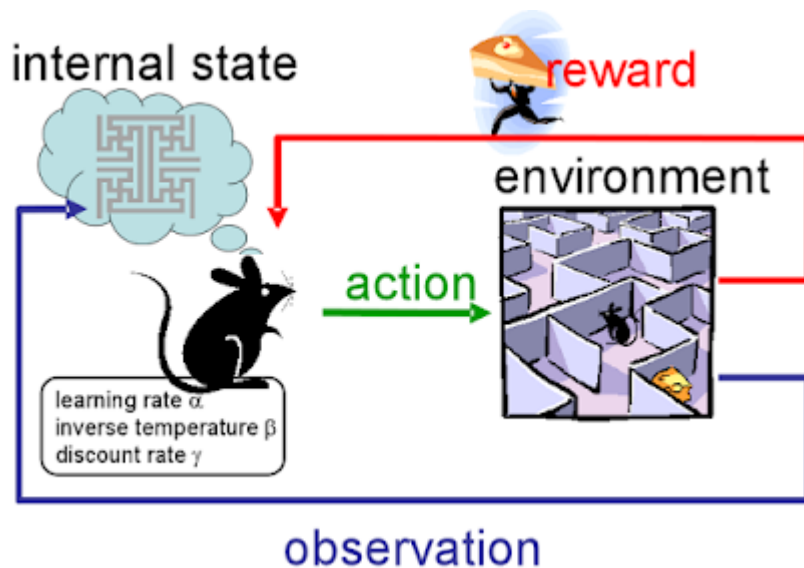 internal state
reward
environment
action
learning rate α
inverse temperature β
discount rate γ
observation